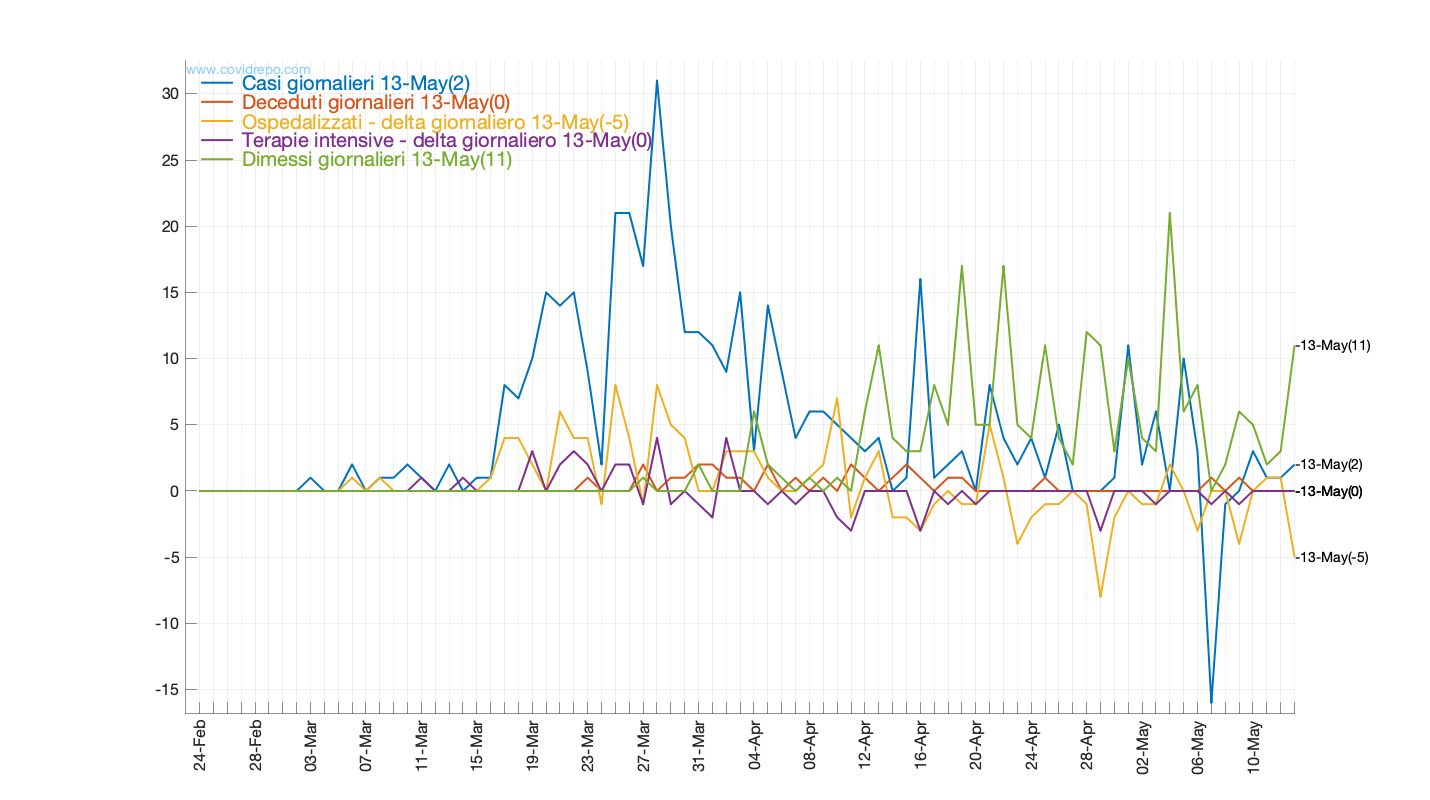 www.covidrepo.com
Casi giornalieri 13-May(2)
Deceduti giornalieri 13-May(0)
Ospedalizzati - delta giornaliero 13-May(-5)
Terapie intensive - delta giornaliero 13-May(0)
Dimessi giornalieri 13-May(11)
30
25
20
15
10
5
0
-5
-10
-15
13-May(11)
13-May(2)
13-May(0)
13-May(-5)
24-Feb
28-Feb
03-Mar
07-Mar
11-Mar
15-Mar
19-Mar
23-Mar
27-Mar
31-Mar
04-Apr
08-Apr
12-Apr
16-Apr
20-Apr
24-Apr
28-Apr
02-May
06-May
10-May